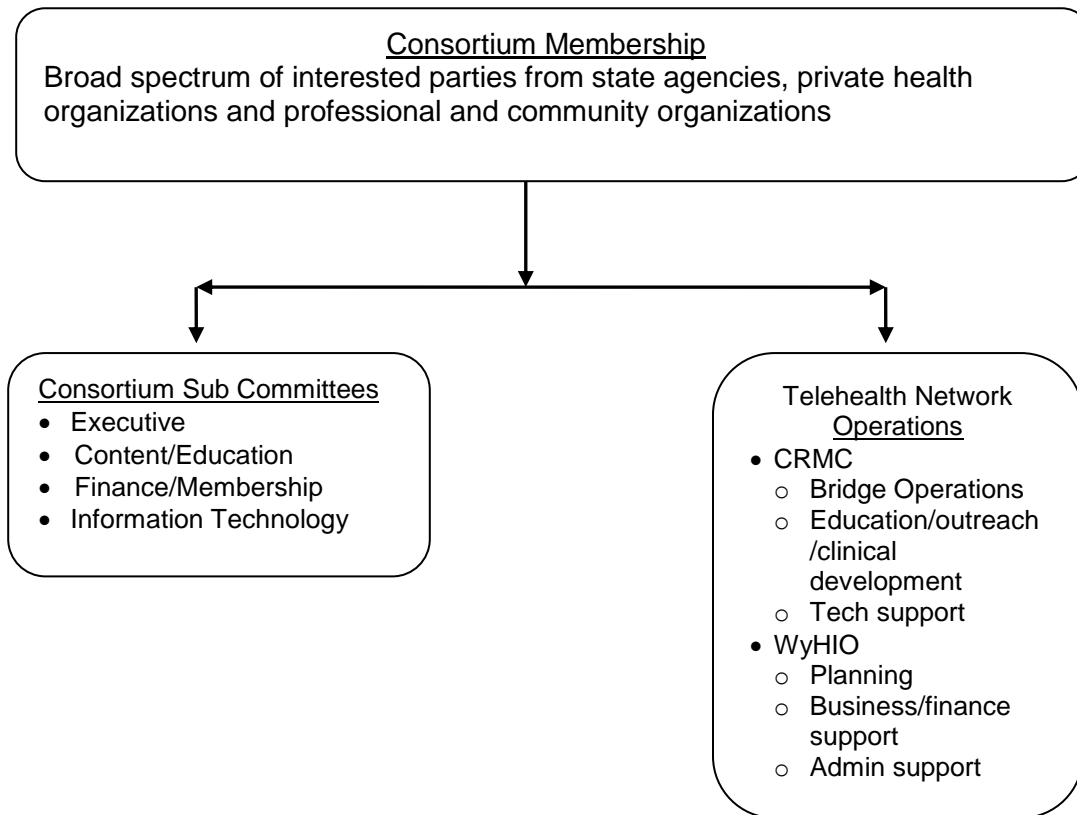 Consortium Membership
Broad spectrum of interested parties from state agencies, private health
organizations and professional and community organizations
Consortium Sub Committees
• Executive
• Content/Education
• Finance/Membership
• Information Technology
Telehealth Network
Operations
• CRMC
o Bridge Operations
o Education/outreach
/clinical
development
o Tech support
• WyHIO
o Planning
o Business/finance
support
o Admin support